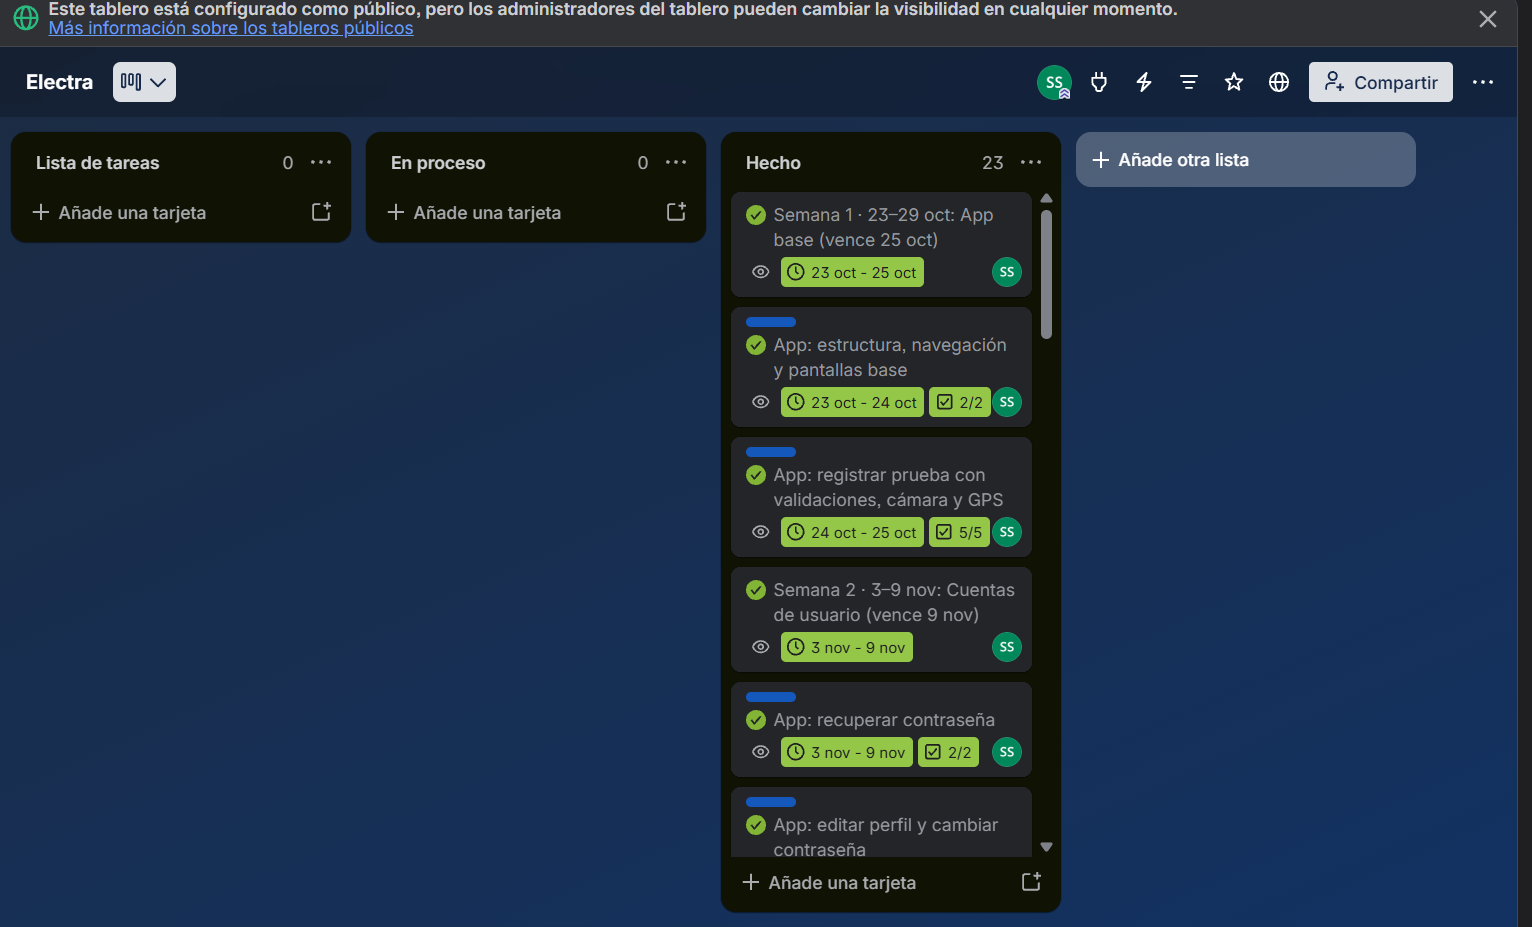 Este tablero está configurado como público, pero los administradores del tablero pueden cambiar la visibilidad en cualquier momento.
Más información sobre los tableros públicos
Electra
SS
Compartir
Lista de tareas 0
Añade una tarjeta
En proceso 0
Añade una tarjeta
Hecho 23
Semana 1 · 23–29 oct: App
base (vence 25 oct)
23 oct - 25 oct
SS
App: estructura, navegación
y pantallas base
23 oct - 24 oct
2/2
SS
App: registrar prueba con
validaciones, cámara y GPS
24 oct - 25 oct
5/5
SS
Semana 2 · 3–9 nov: Cuentas
de usuario (vence 9 nov)
3 nov - 9 nov
SS
App: recuperar contraseña
3 nov - 9 nov
2/2
SS
App: editar perfil y cambiar
contraseña
Añade una tarjeta
Añade otra lista